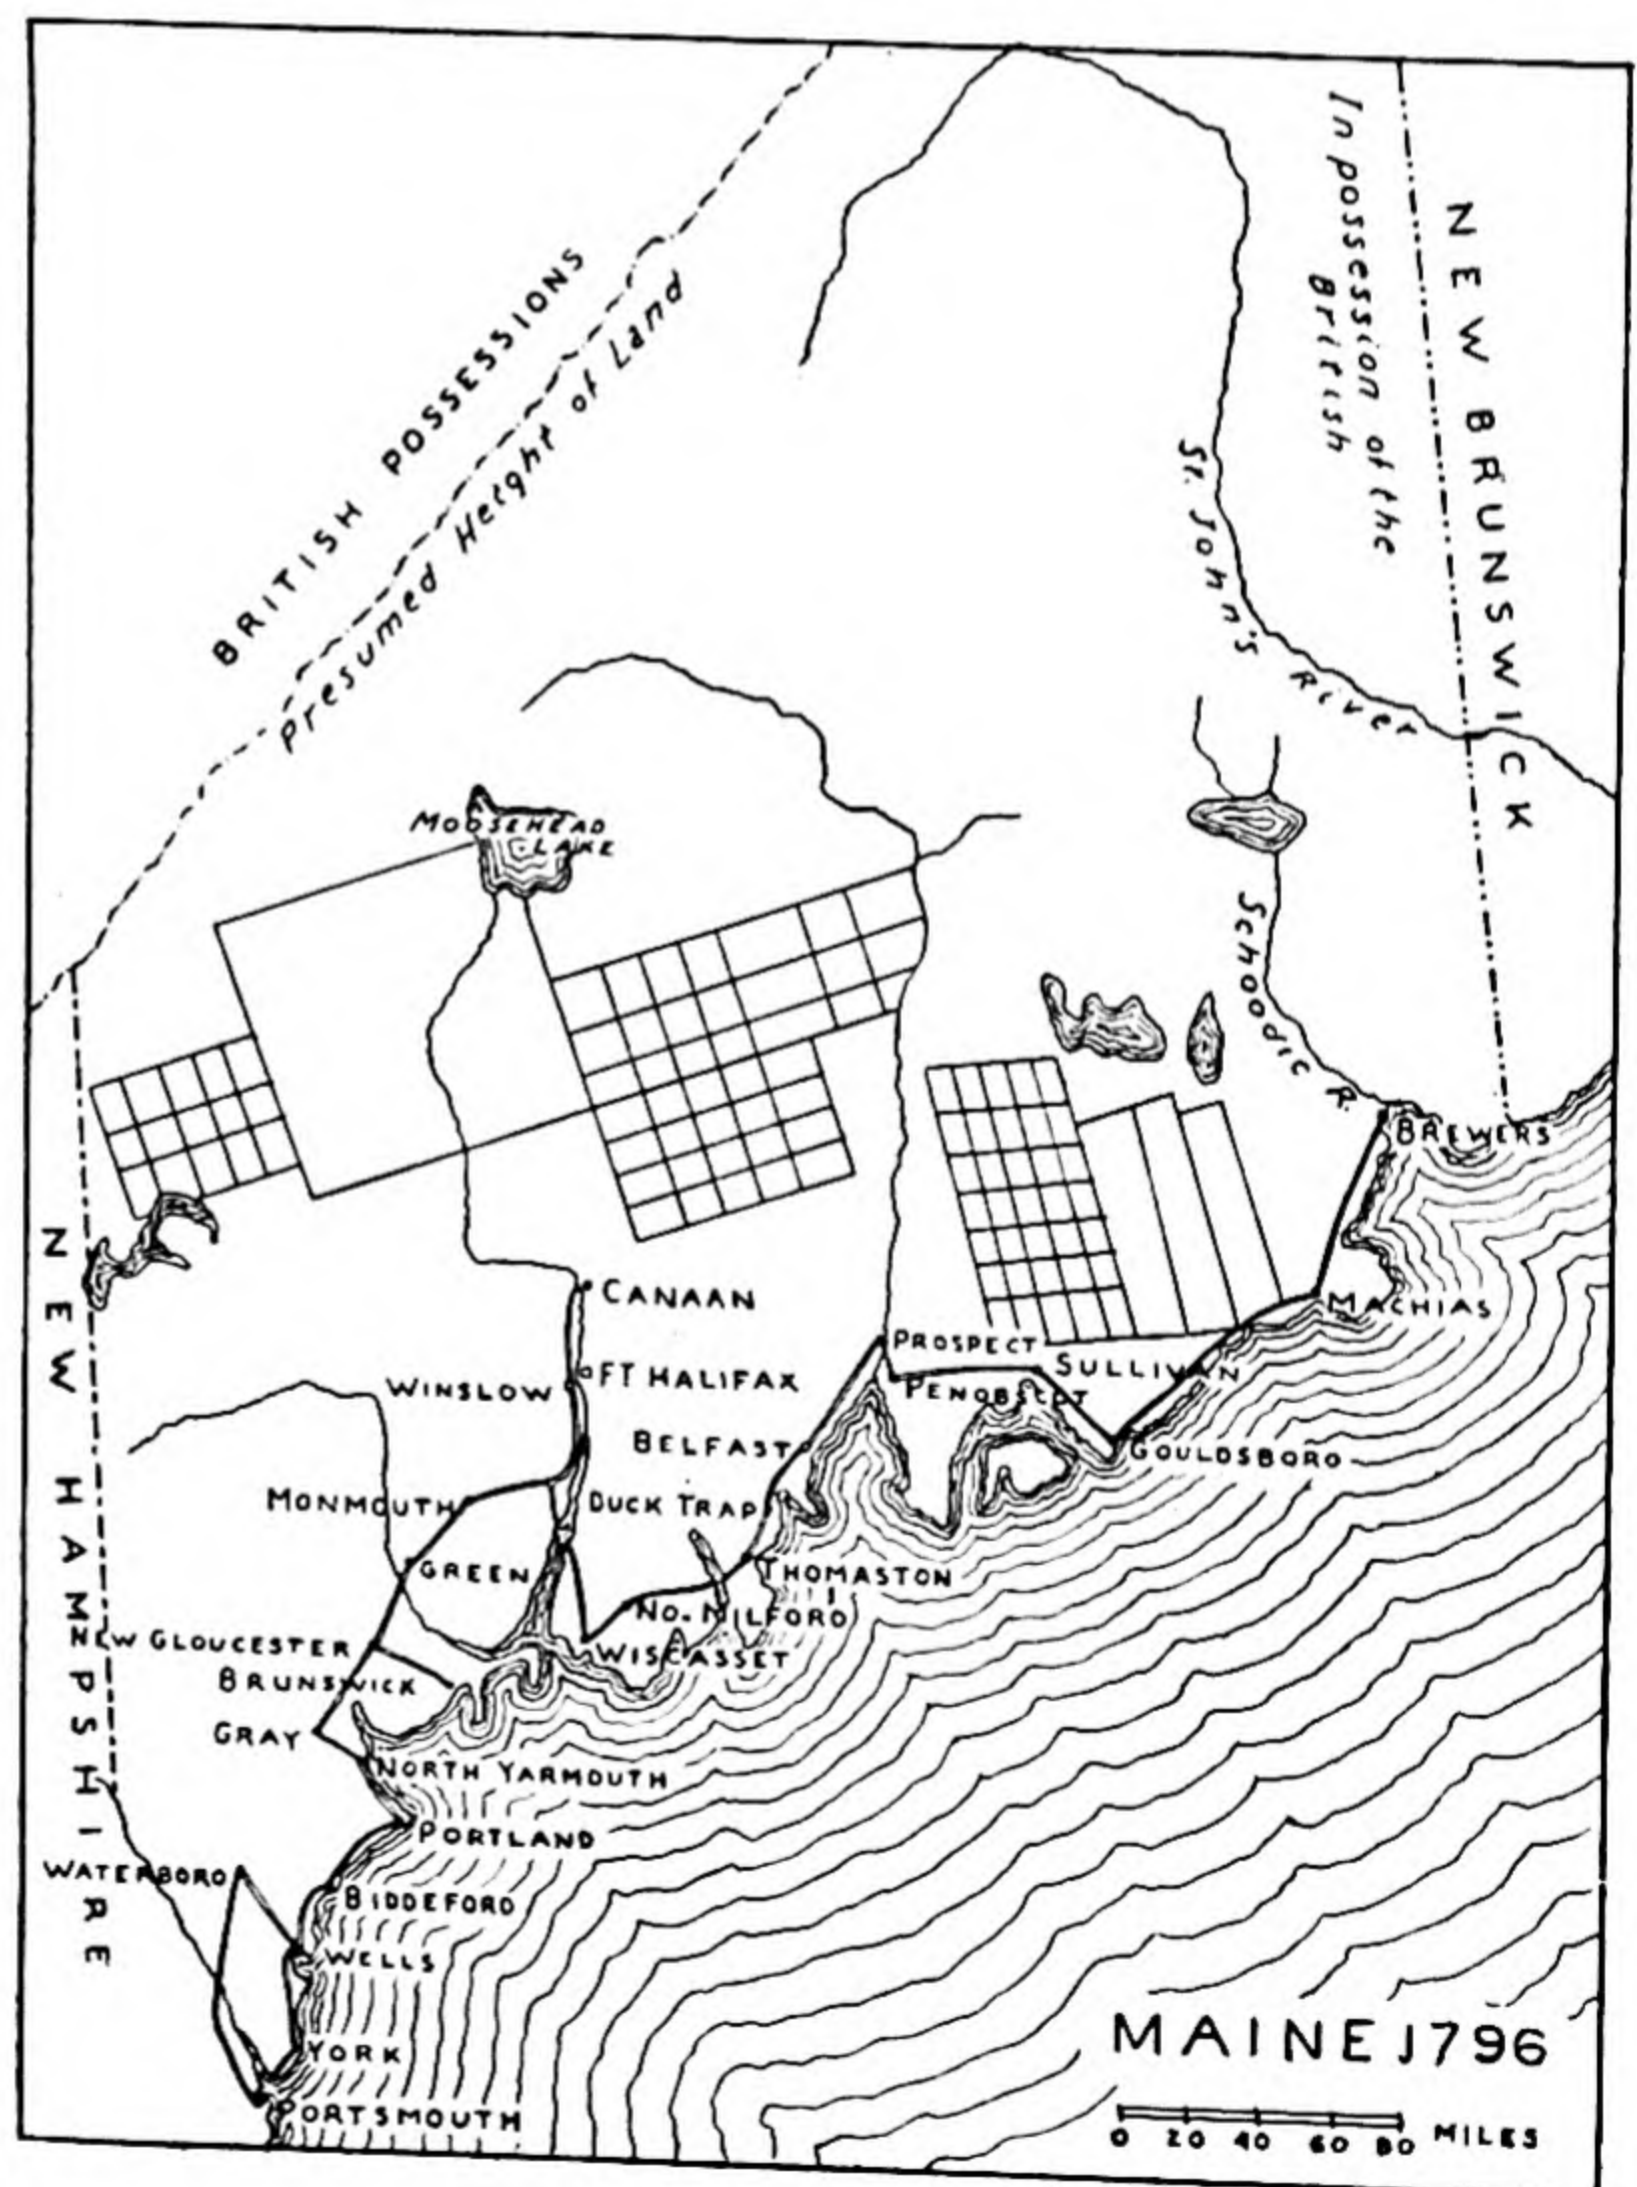 BRITISH POSSESSIONS
Presumed Height of Land
In possession of the
British
NEW BRUNSWICK
St. John's River
MOOSEHEAD
LAKE
Schoodic R.
BREWERS
MACHIAS
CANAAN
PROSPECT
SULLIVAN
FT HALIFAX
WINSLOW
PENOBSCOT
BELFAST
GOULDSBORO
MONMOUTH
DUCK TRAP
GREEN
THOMASTON
NO. MILFORD
NEW GLOUCESTER
WISCASSET
BRUNSWICK
GRAY
NORTH YARMOUTH
PORTLAND
WATERBORO
BIDDEFORD
WELLS
YORK
PORTSMOUTH
NEW HAMPSHIRE
MAINE 1796
0 20 40 60 80 MILES